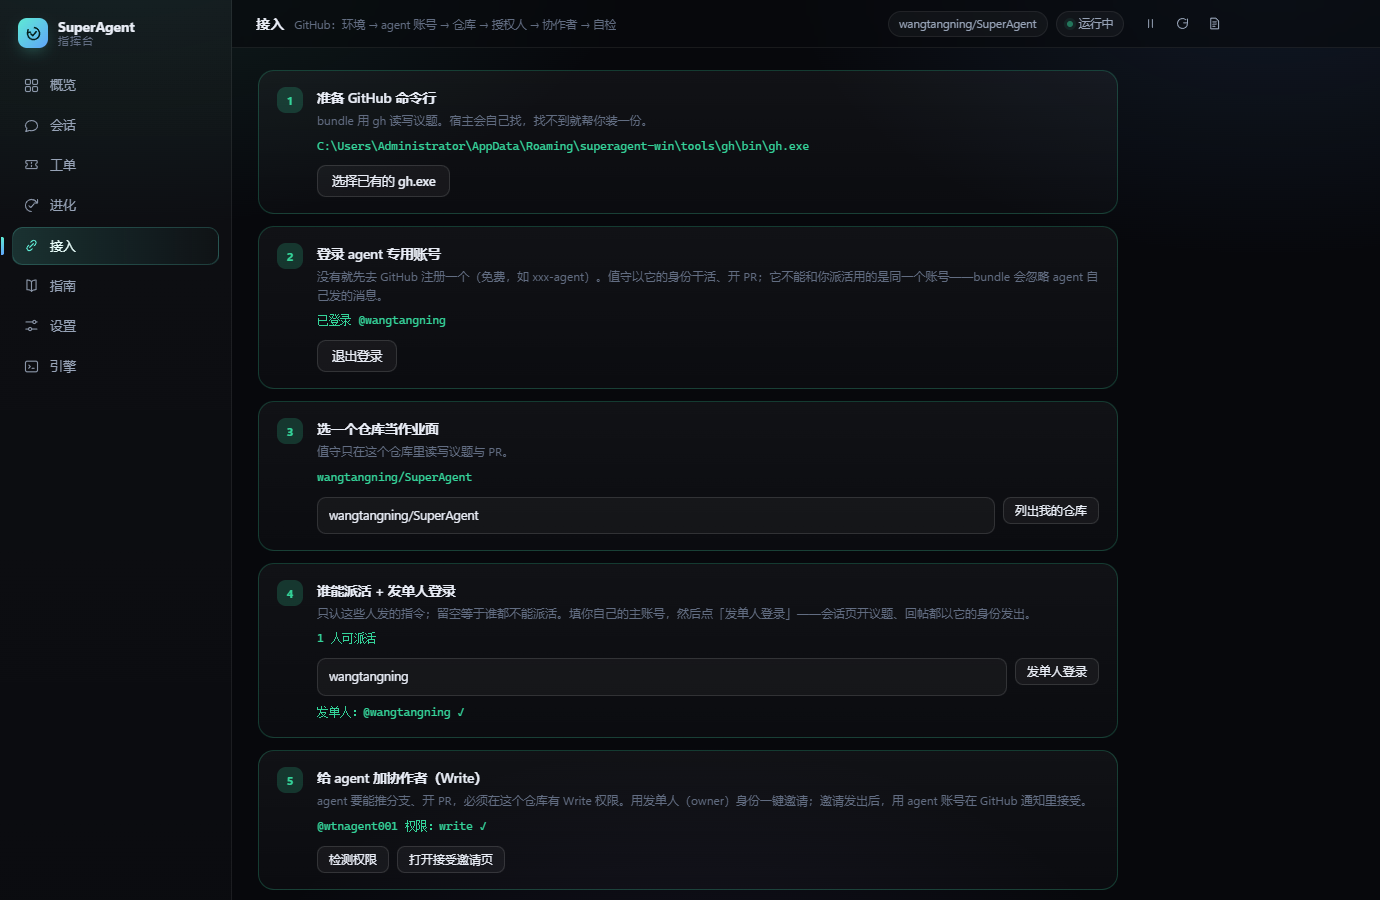 SuperAgent
指挥台
概览
会话
工单
进化
接入
指南
设置
引擎
接入 GitHub：环境 → agent 账号 → 仓库 → 授权人 → 协作者 → 自检
wangtangning/SuperAgent
运行中
1
准备 GitHub 命令行
bundle 用 gh 读写议题。宿主会自己找，找不到就帮你装一份。
C:\Users\Administrator\AppData\Roaming\superagent-win\tools\gh\bin\gh.exe
选择已有的 gh.exe
2
登录 agent 专用账号
没有就先去 GitHub 注册一个（免费，如 xxx-agent）。值守以它的身份干活、开 PR；它不能和你派活用的是同一个账号——bundle 会忽略 agent 自
己发的消息。
已登录 @wangtangning
退出登录
3
选一个仓库当作业面
值守只在这个仓库里读写议题与 PR。
wangtangning/SuperAgent
wangtangning/SuperAgent
列出我的仓库
4
谁能派活 + 发单人登录
只认这些人发的指令；留空等于谁都不能派活。填你自己的主账号，然后点「发单人登录」——会话页开议题、回帖都以它的身份发出。
1 人可派活
wangtangning
发单人登录
发单人：@wangtangning ✓
5
给 agent 加协作者（Write）
agent 要能推分支、开 PR，必须在这个仓库有 Write 权限。用发单人（owner）身份一键邀请；邀请发出后，用 agent 账号在 GitHub 通知里接受。
@wtnagent001 权限：write ✓
检测权限
打开接受邀请页